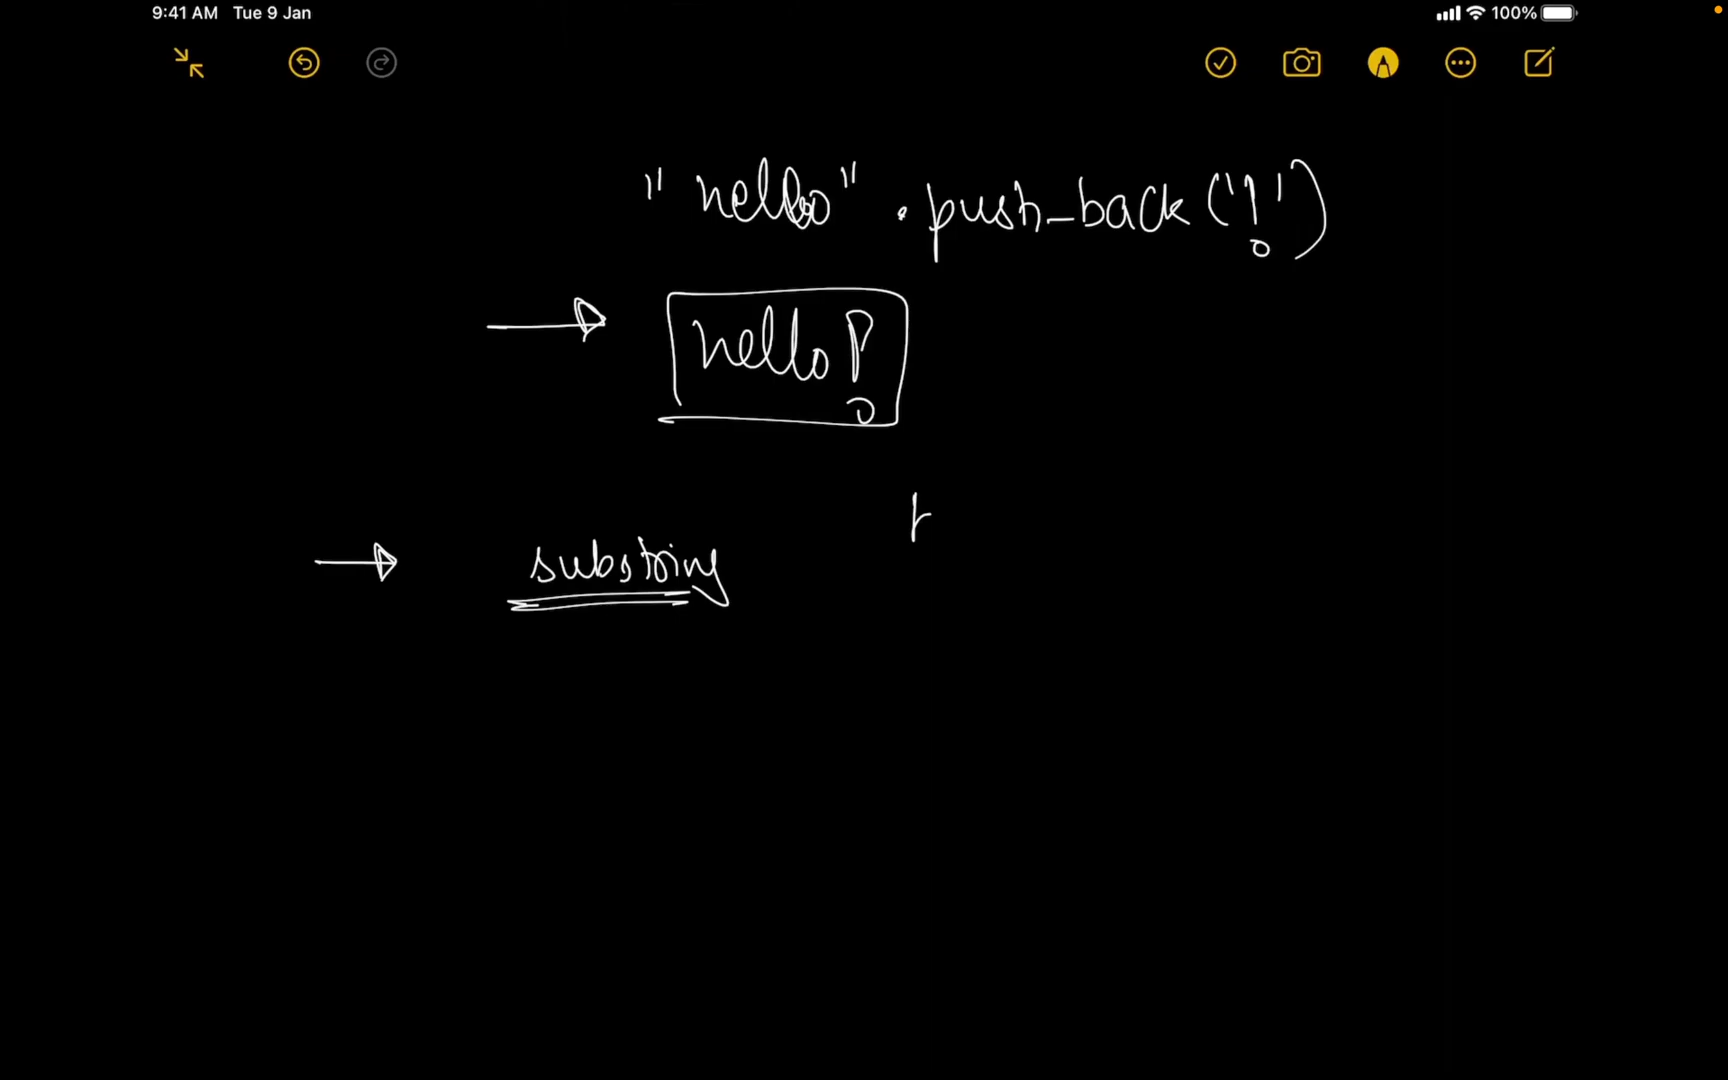 9:41 AM Tue 9 Jan 100%
"hello" .push_back('!')
hello!
substring